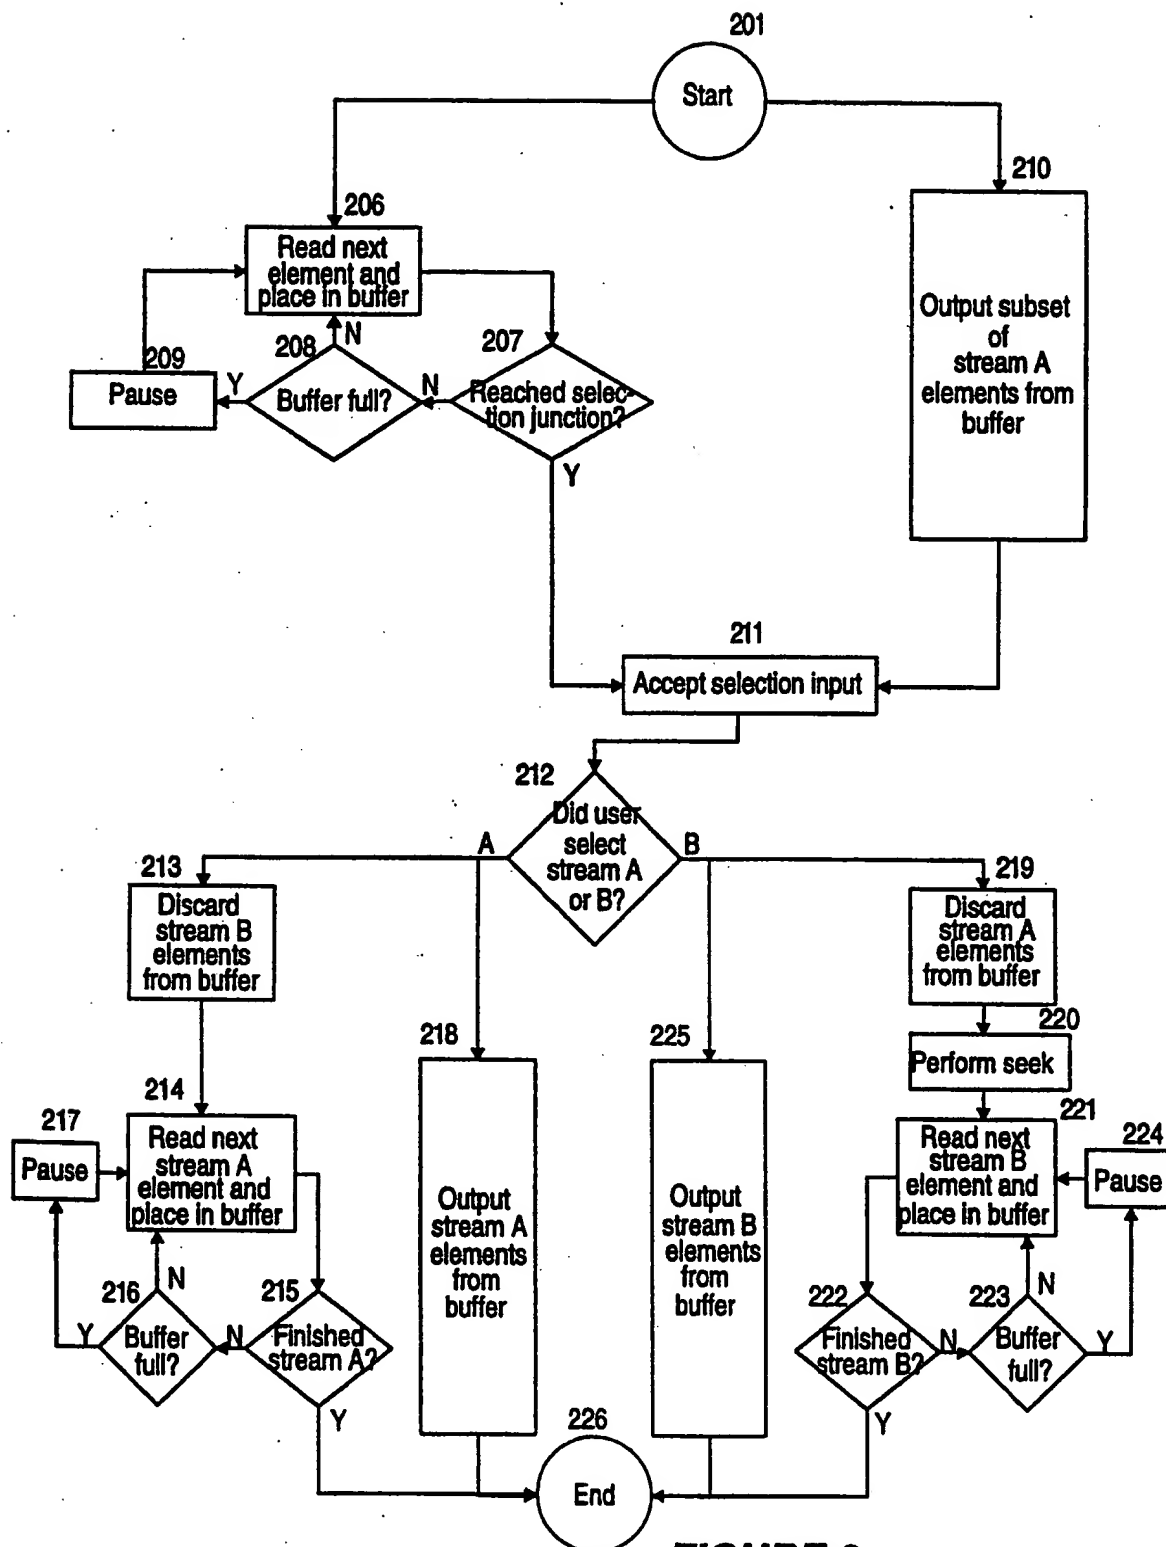 201
Start
210
206
Read next
element and
place in buffer
Output subset
of
stream A
elements from
buffer
N
208
207
209
Pause
Y
Buffer full?
N
Reached selec-
tion junction?
Y
211
Accept selection input
212
Did user
select
stream A
or B?
A
B
213
Discard
stream B
elements
from buffer
219
Discard
stream A
elements
from buffer
218
225
220
Perform seek
214
217
Pause
Read next
stream A
element and
place in buffer
221
Read next
stream B
element and
place in buffer
224
Pause
Output
stream A
elements
from
buffer
Output
stream B
elements
from
buffer
N
216
215
Y
Buffer
full?
N
Finished
stream A?
Y
222
223
N
Finished
stream B?
N
Buffer
full?
Y
Y
226
End